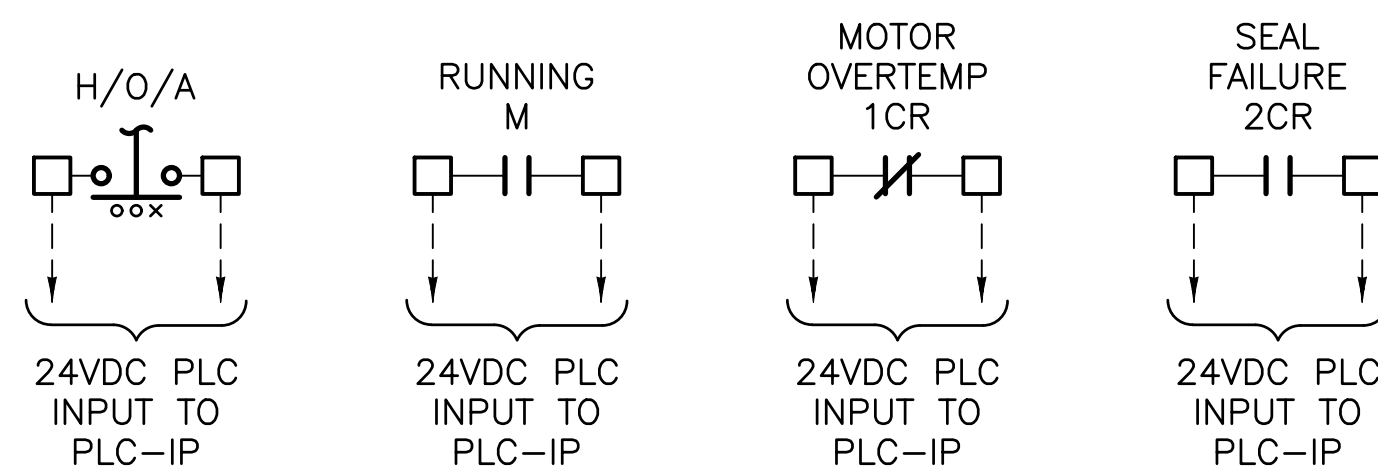 H/O/A
OOX
24VDC PLC
INPUT TO
PLC-IP
RUNNING
M
24VDC PLC
INPUT TO
PLC-IP
MOTOR
OVERTEMP
1CR
24VDC PLC
INPUT TO
PLC-IP
SEAL
FAILURE
2CR
24VDC PLC
INPUT TO
PLC-IP